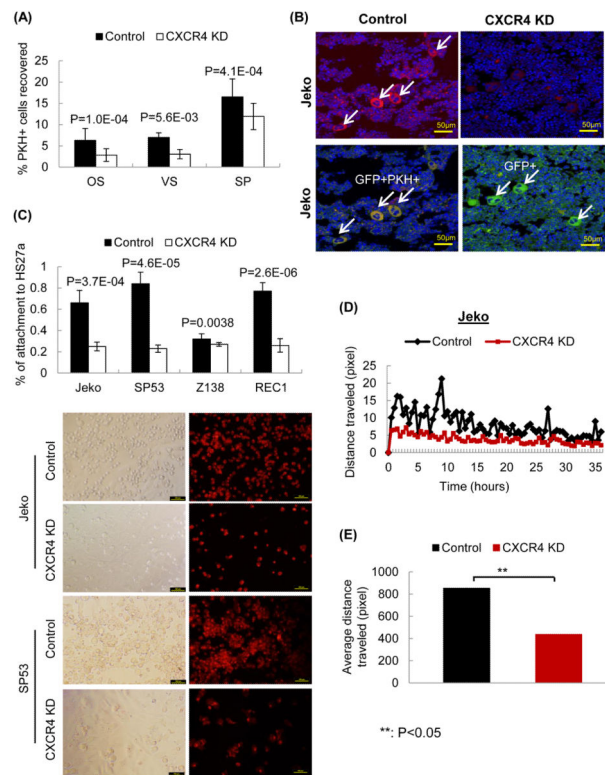 (A)
Control
CXCR4 KD
% PKH+ cells recovered
25
20
15
10
5
0
P=1.0E-04
P=5.6E-03
P=4.1E-04
OS
VS
SP
(B)
Control
CXCR4 KD
Jeko
50µm
50µm
Jeko
GFP+PKH+
GFP+
50µm
50µm
(C)
Control
CXCR4 KD
% of attachment to HS27a
1
0.8
0.6
0.4
0.2
0
P=3.7E-04
P=4.6E-05
P=0.0038
P=2.6E-06
Jeko
SP53
Z138
REC1
Jeko
Control
CXCR4 KD
SP53
Control
CXCR4 KD
(D)
Jeko
Control
CXCR4 KD
Distance traveled (pixel)
25
20
15
10
5
0
0
5
10
15
20
25
30
35
Time (hours)
(E)
Control
CXCR4 KD
Average distance
traveled (pixel)
1000
800
600
400
200
0
**
**: P<0.05